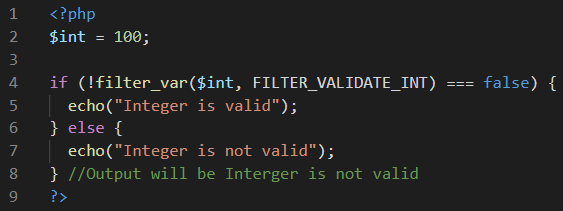 1 <?php
2 $int = 100;
3
4 if (!filter_var($int, FILTER_VALIDATE_INT) === false) {
5   echo("Integer is valid");
6 } else {
7   echo("Integer is not valid");
8 } //Output will be Interger is not valid
9 ?>